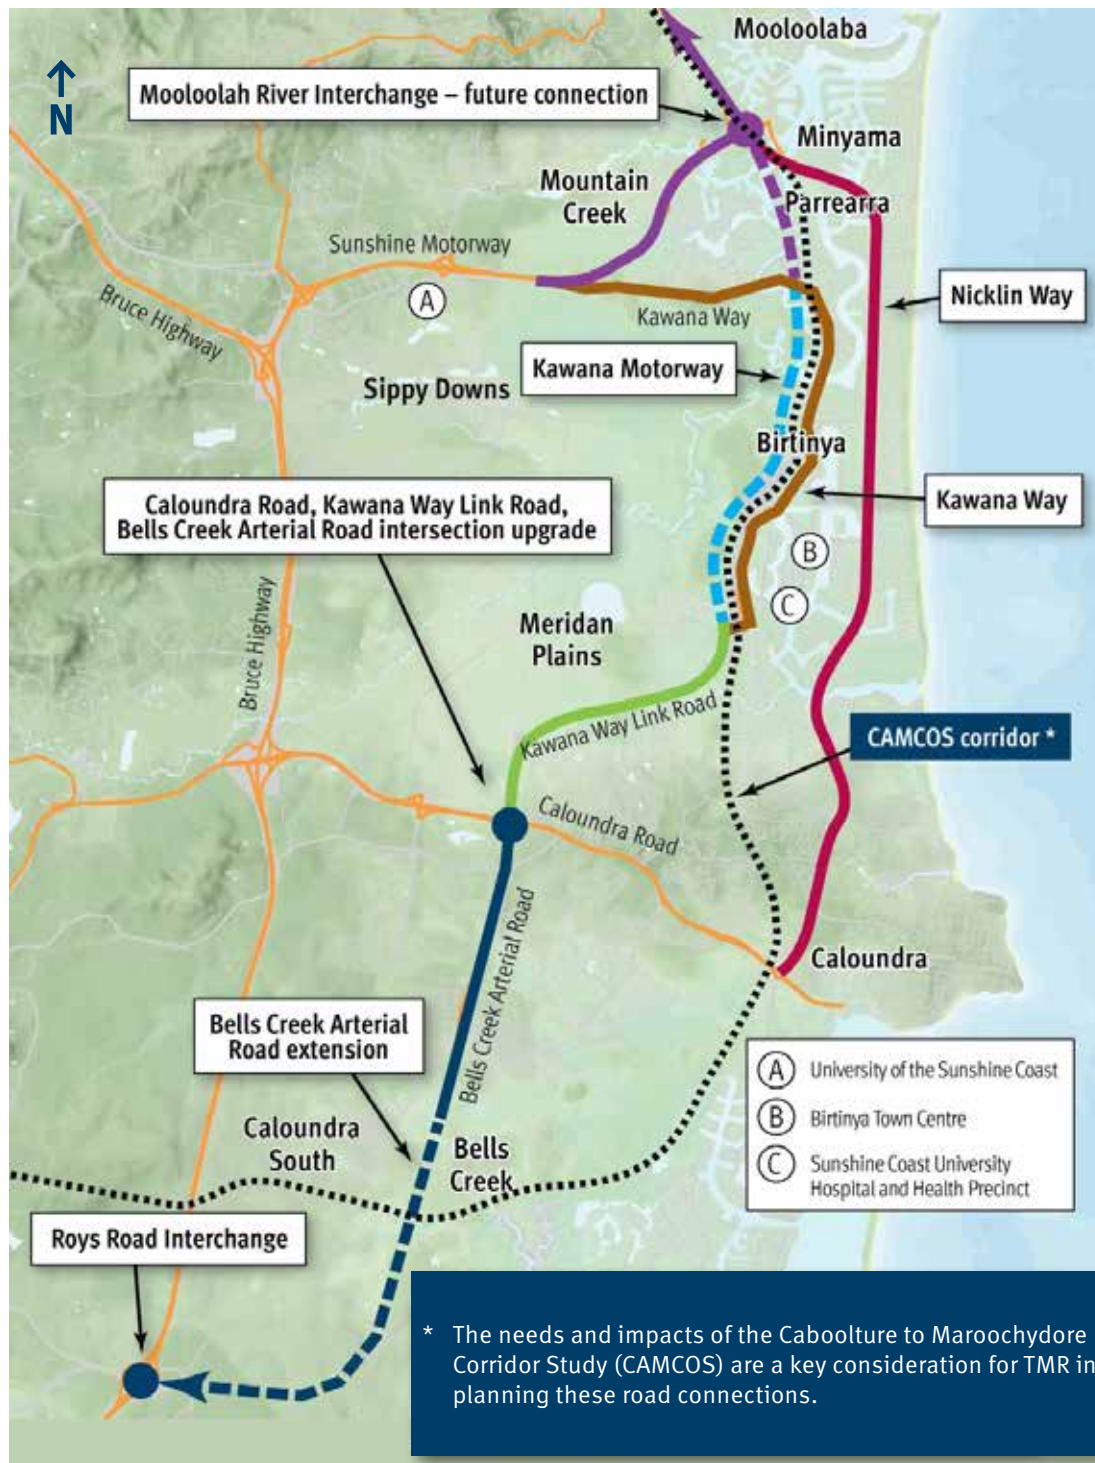 Mooloolaba
N
Mooloolah River Interchange – future connection
Minyama
Mountain
Creek
Parrearra
Sunshine Motorway
A
Nicklin Way
Bruce Highway
Kawana Way
Kawana Motorway
Sippy Downs
Birtinya
Caloundra Road, Kawana Way Link Road,
Bells Creek Arterial Road intersection upgrade
Kawana Way
B
C
Bruce Highway
Meridan
Plains
Kawana Way Link Road
CAMCOS corridor *
Caloundra Road
Bells Creek Arterial Road
Caloundra
Bells Creek Arterial
Road extension
A University of the Sunshine Coast
B Birtinya Town Centre
C Sunshine Coast University
Hospital and Health Precinct
Caloundra
South
Bells
Creek
Roys Road Interchange
* The needs and impacts of the Caboolture to Maroochydore
Corridor Study (CAMCOS) are a key consideration for TMR in
planning these road connections.